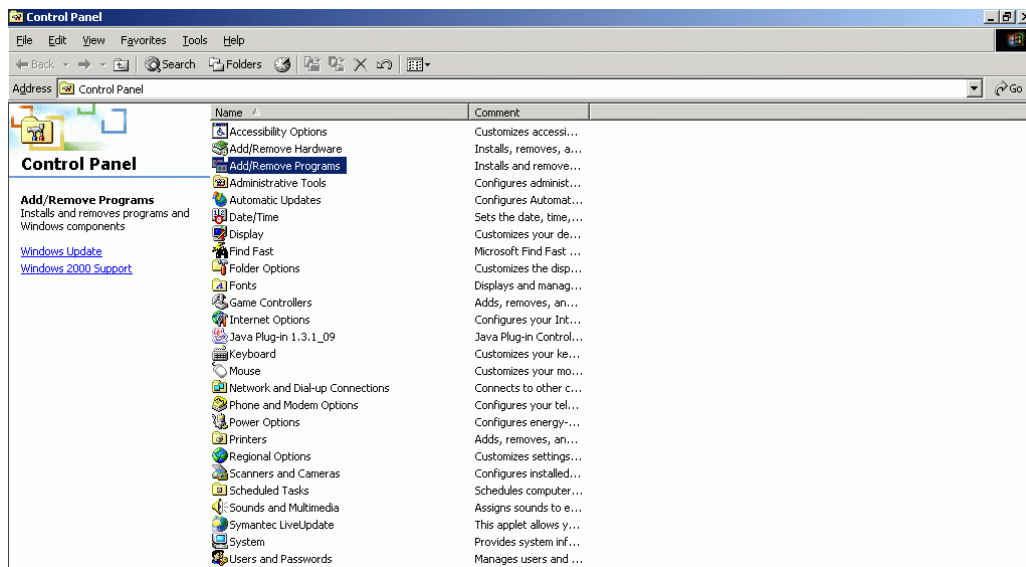 Control Panel
File Edit View Favorites Tools Help
Back Search Folders
Address Control Panel Go
Control Panel
Add/Remove Programs
Installs and removes programs and
Windows components
Windows Update
Windows 2000 Support
Name Comment
Accessibility Options Customizes accessi...
Add/Remove Hardware Installs, removes, a...
Add/Remove Programs Installs and remove...
Administrative Tools Configures administ...
Automatic Updates Configures Automat...
Date/Time Sets the date, time,...
Display Customizes your de...
Find Fast Microsoft Find Fast ...
Folder Options Customizes the disp...
Fonts Displays and manag...
Game Controllers Adds, removes, an...
Internet Options Configures your Int...
Java Plug-in 1.3.1_09 Java Plug-in Control...
Keyboard Customizes your ke...
Mouse Customizes your mo...
Network and Dial-up Connections Connects to other c...
Phone and Modem Options Configures your tel...
Power Options Configures energy-...
Printers Adds, removes, an...
Regional Options Customizes settings...
Scanners and Cameras Configures installed...
Scheduled Tasks Schedules computer...
Sounds and Multimedia Assigns sounds to e...
Symantec LiveUpdate This applet allows y...
System Provides system inf...
Users and Passwords Manages users and ...